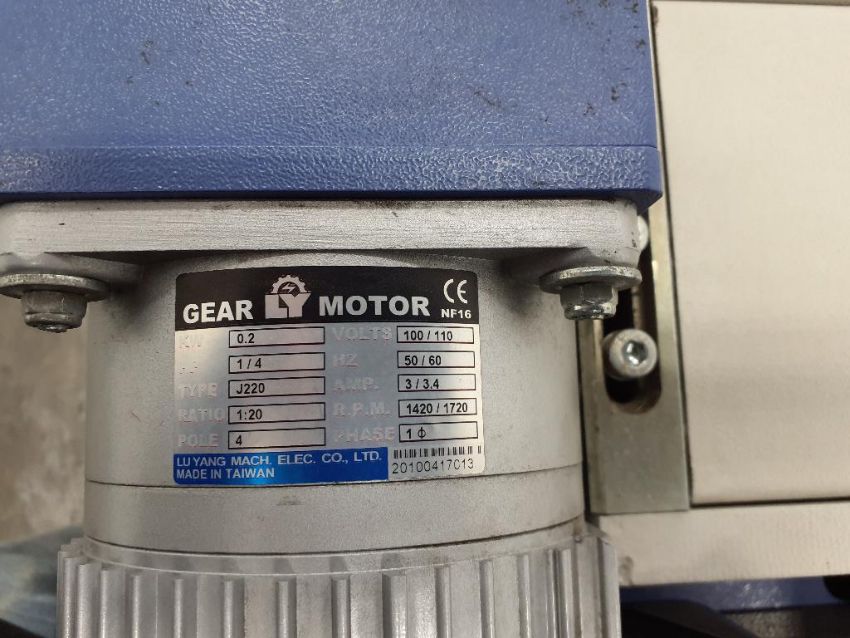 GEAR LY MOTOR CE
NF16
KW 0.2 VOLTS 100 / 110
HP 1 / 4 HZ 50 / 60
TYPE J220 AMP. 3 / 3.4
RATIO 1:20 R.P.M. 1420 / 1720
POLE 4 PHASE 1 ϕ
LU YANG MACH. ELEC. CO., LTD.
MADE IN TAIWAN 20100417013